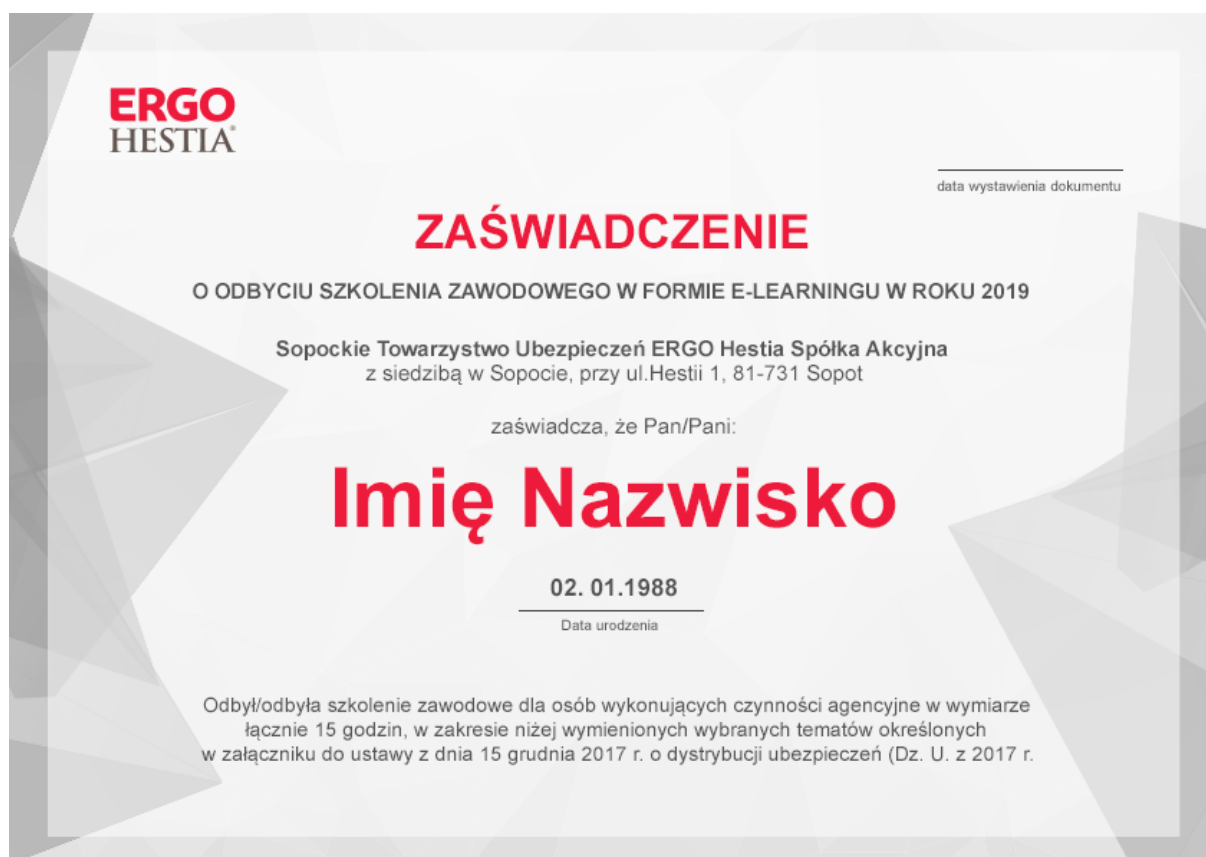 ERGO
HESTIA®
data wystawienia dokumentu
ZAŚWIADCZENIE
O ODBYCIU SZKOLENIA ZAWODOWEGO W FORMIE E-LEARNINGU W ROKU 2019
Sopockie Towarzystwo Ubezpieczeń ERGO Hestia Spółka Akcyjna
z siedzibą w Sopocie, przy ul.Hestii 1, 81-731 Sopot
zaświadcza, że Pan/Pani:
Imię Nazwisko
02. 01.1988
Data urodzenia
Odbył/odbyła szkolenie zawodowe dla osób wykonujących czynności agencyjne w wymiarze
łącznie 15 godzin, w zakresie niżej wymienionych wybranych tematów określonych
w załączniku do ustawy z dnia 15 grudnia 2017 r. o dystrybucji ubezpieczeń (Dz. U. z 2017 r.